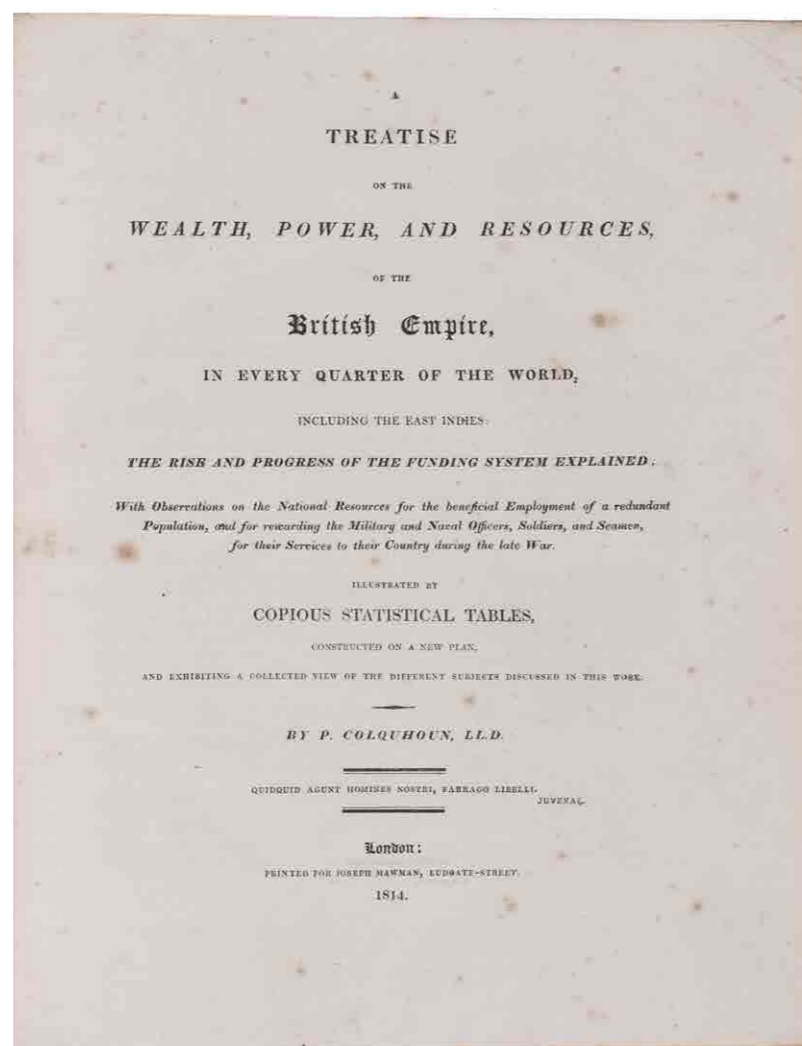 A
TREATISE
ON THE
WEALTH, POWER, AND RESOURCES,
OF THE
British Empire,
IN EVERY QUARTER OF THE WORLD,
INCLUDING THE EAST INDIES:
THE RISE AND PROGRESS OF THE FUNDING SYSTEM EXPLAINED;
With Observations on the National Resources for the beneficial Employment of a redundant
Population, and for rewarding the Military and Naval Officers, Soldiers, and Seamen,
for their Services to their Country during the late War.
ILLUSTRATED BY
COPIOUS STATISTICAL TABLES,
CONSTRUCTED ON A NEW PLAN,
AND EXHIBITING A COLLECTED VIEW OF THE DIFFERENT SUBJECTS DISCUSSED IN THIS WORK.
BY P. COLQUHOUN, LL.D.
QUIDQUID AGUNT HOMINES NOSTRI, FARRAGO LIBELLI.
JUVENAL.
London:
PRINTED FOR JOSEPH MAWMAN, LUDGATE-STREET.
1814.